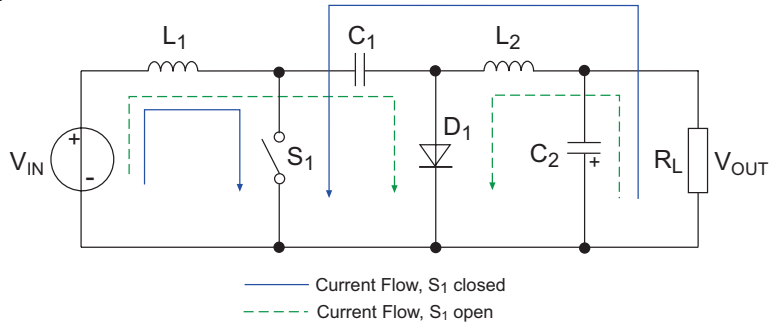 L1 C1 L2
VIN + - S1 D1 C2 + RL VOUT
Current Flow, S1 closed
Current Flow, S1 open